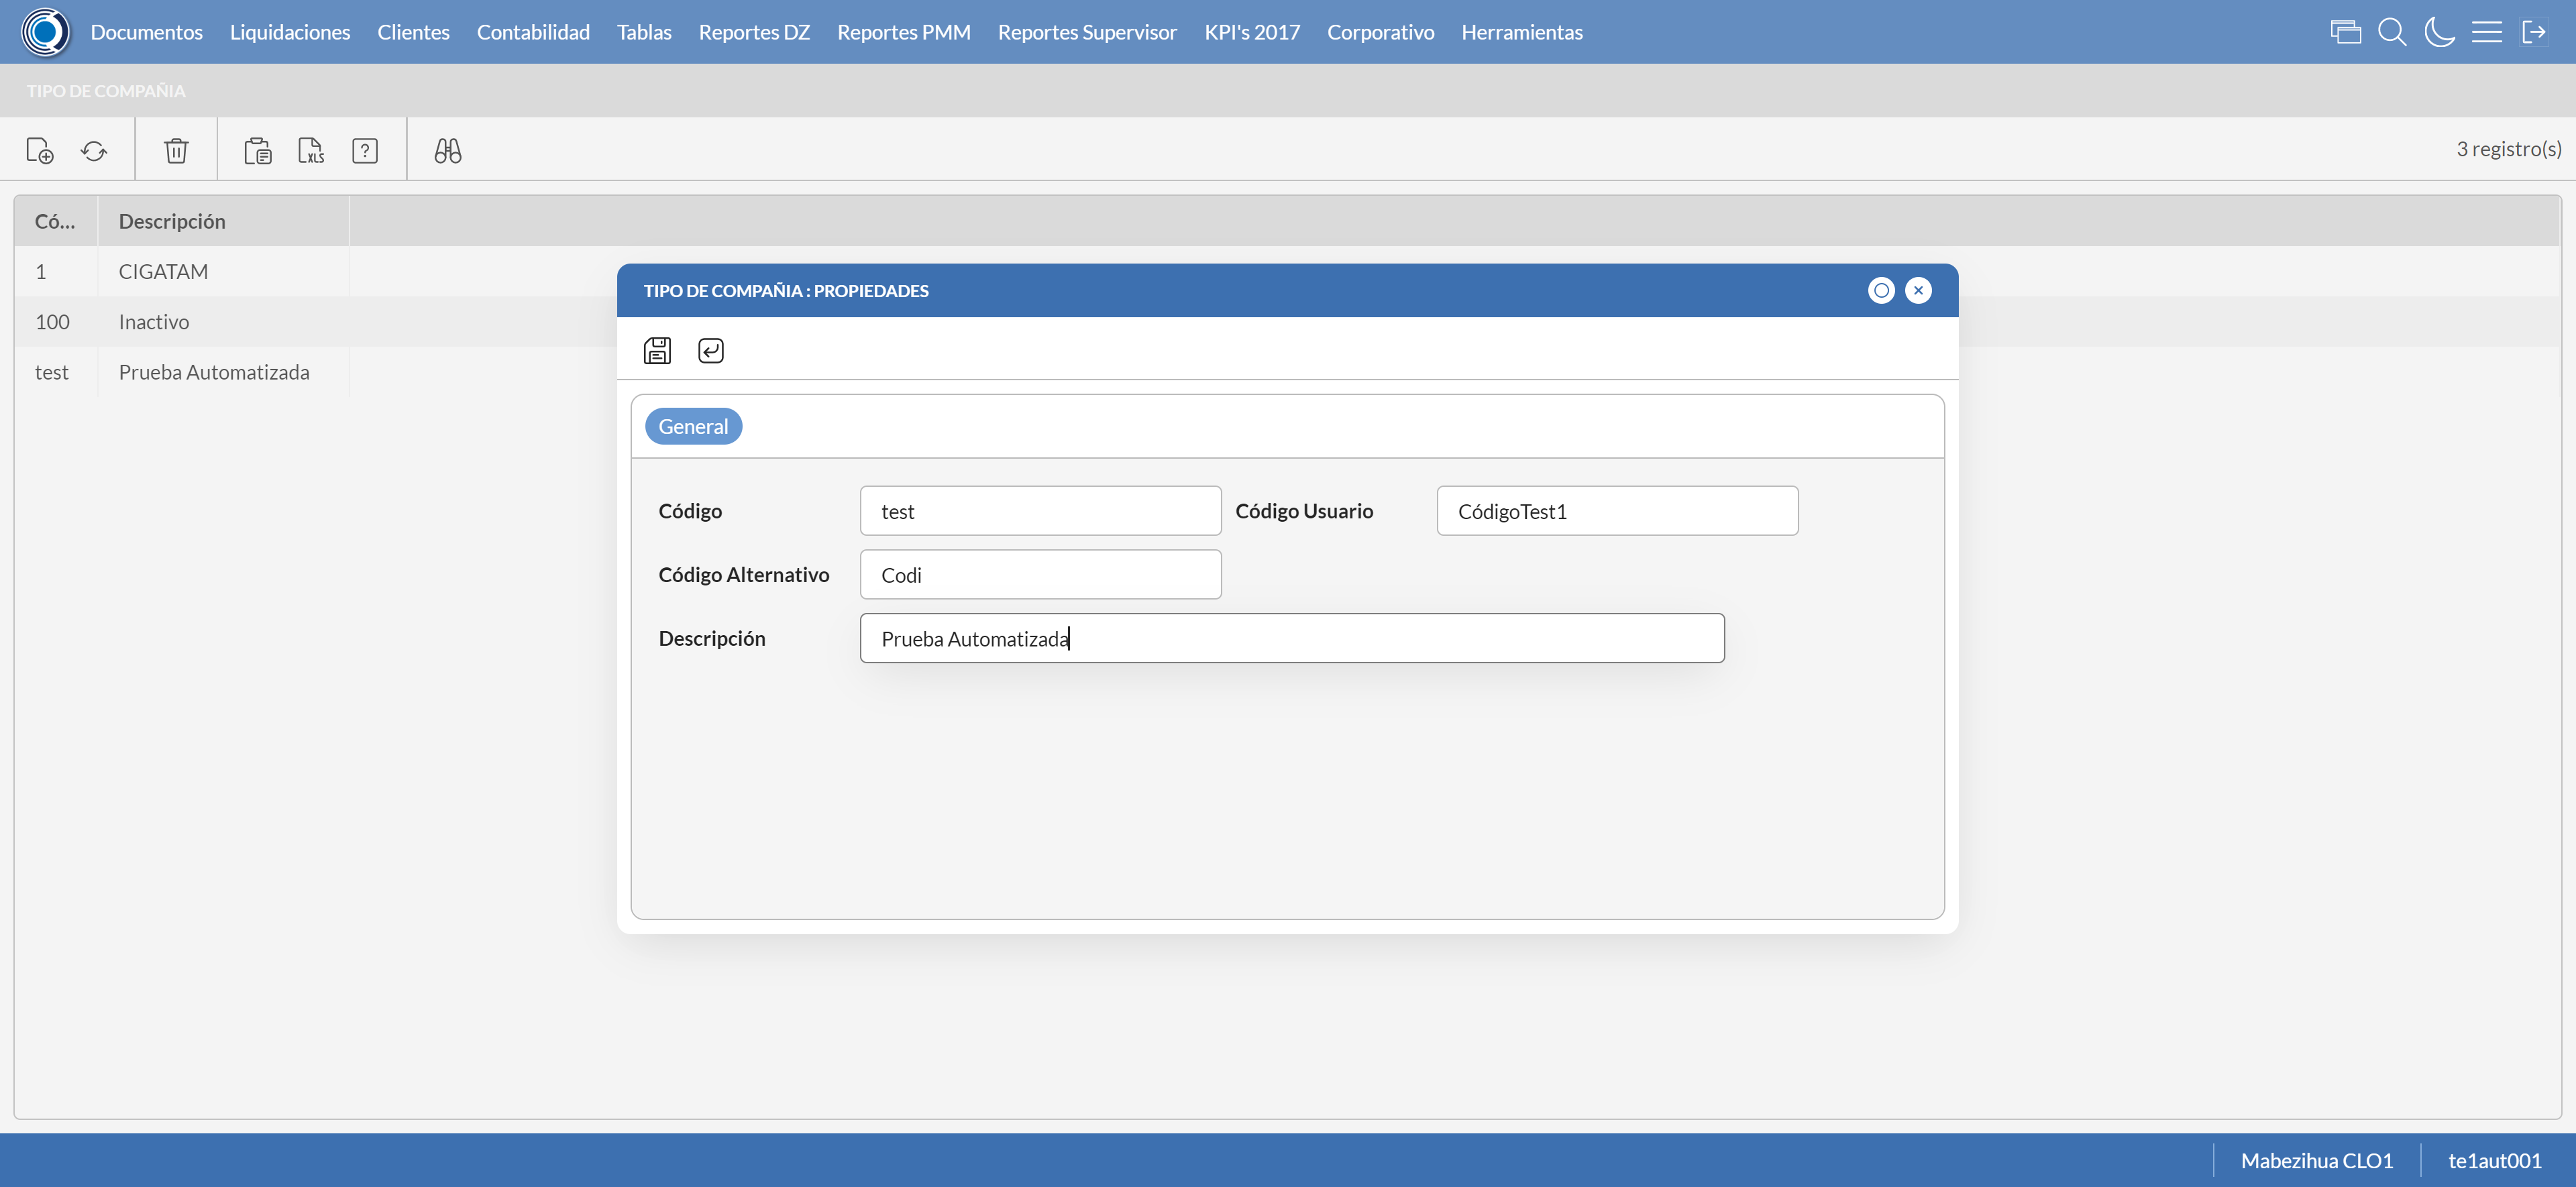 Documentos Liquidaciones Clientes Contabilidad Tablas Reportes DZ Reportes PMM Reportes Supervisor KPI's 2017 Corporativo Herramientas
TIPO DE COMPAÑIA
XLS ? 3 registro(s)
Có... Descripción
1 CIGATAM
100 Inactivo
test Prueba Automatizada
TIPO DE COMPAÑIA : PROPIEDADES
General
Código test Código Usuario CódigoTest1
Código Alternativo Codi
Descripción Prueba Automatizada
Mabezihua CLO1 te1aut001